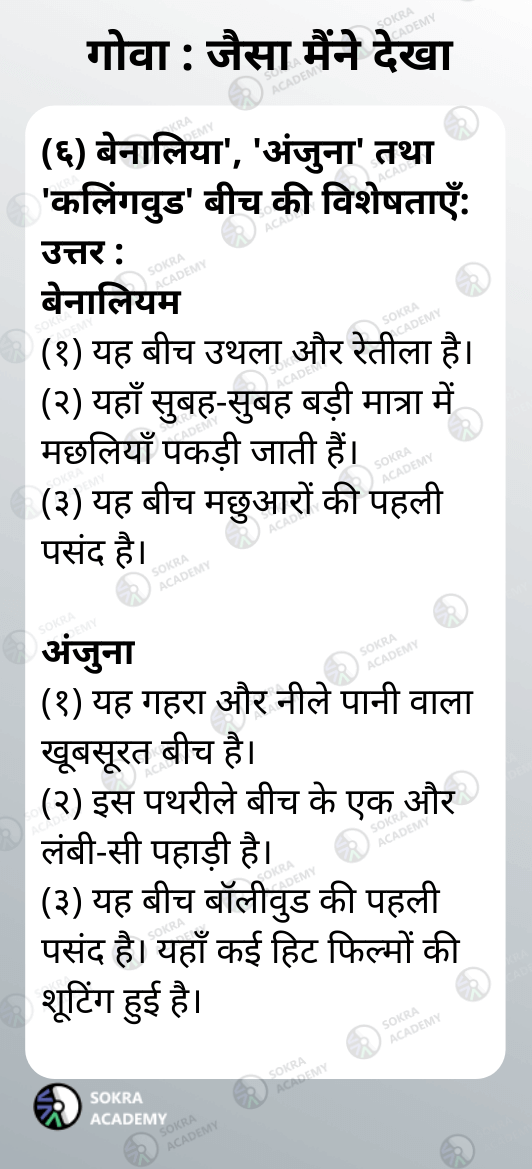 गोवा : जैसा मैंने देखा
(६) बेनालिया', 'अंजुना' तथा
'कलिंगवुड' बीच की विशेषताएँ:
उत्तर :
बेनालियम
(१) यह बीच उथला और रेतीला है।
(२) यहाँ सुबह-सुबह बड़ी मात्रा में
मछलियाँ पकड़ी जाती हैं।
(३) यह बीच मछुआरों की पहली
पसंद है।
अंजुना
(१) यह गहरा और नीले पानी वाला
खूबसूरत बीच है।
(२) इस पथरीले बीच के एक और
लंबी-सी पहाड़ी है।
(३) यह बीच बॉलीवुड की पहली
पसंद है। यहाँ कई हिट फिल्मों की
शूटिंग हुई है।
SOKRA
ACADEMY